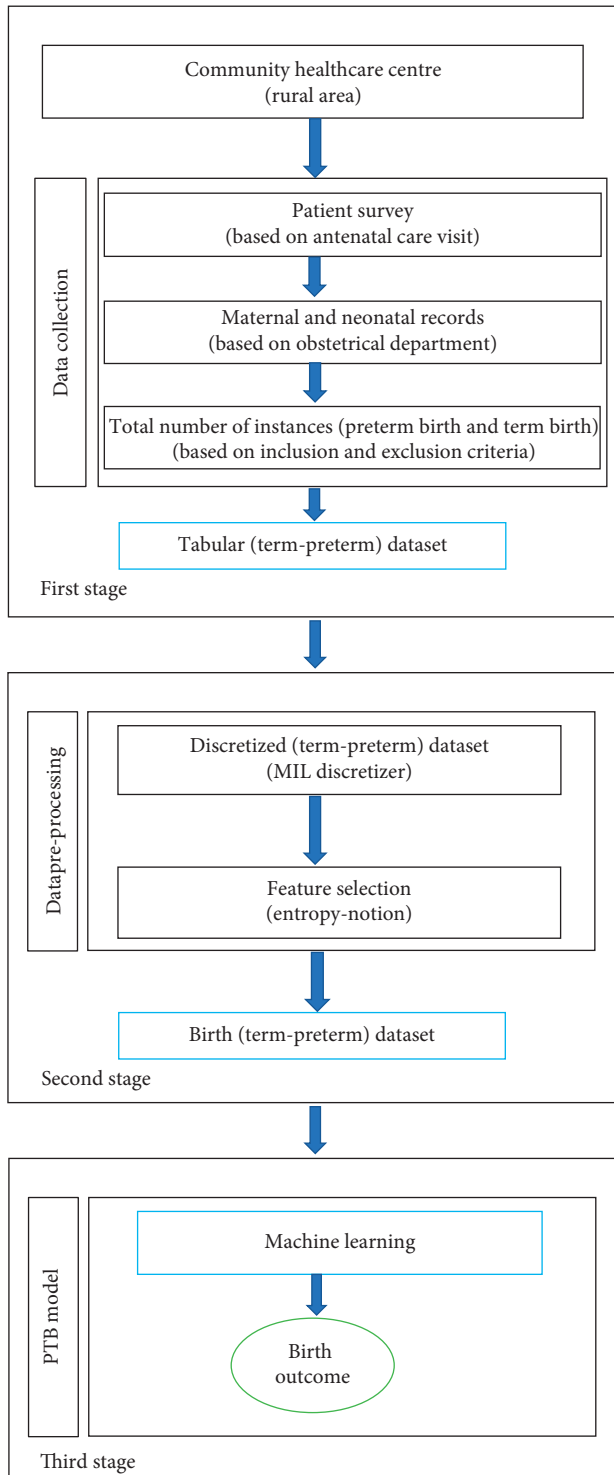 Community healthcare centre
(rural area)
Data collection
Patient survey
(based on antenatal care visit)
Maternal and neonatal records
(based on obstetrical department)
Total number of instances (preterm birth and term birth)
(based on inclusion and exclusion criteria)
Tabular (term-preterm) dataset
First stage
Datapre-processing
Discretized (term-preterm) dataset
(MIL discretizer)
Feature selection
(entropy-notion)
Birth (term-preterm) dataset
Second stage
PTB model
Machine learning
Birth
outcome
Third stage